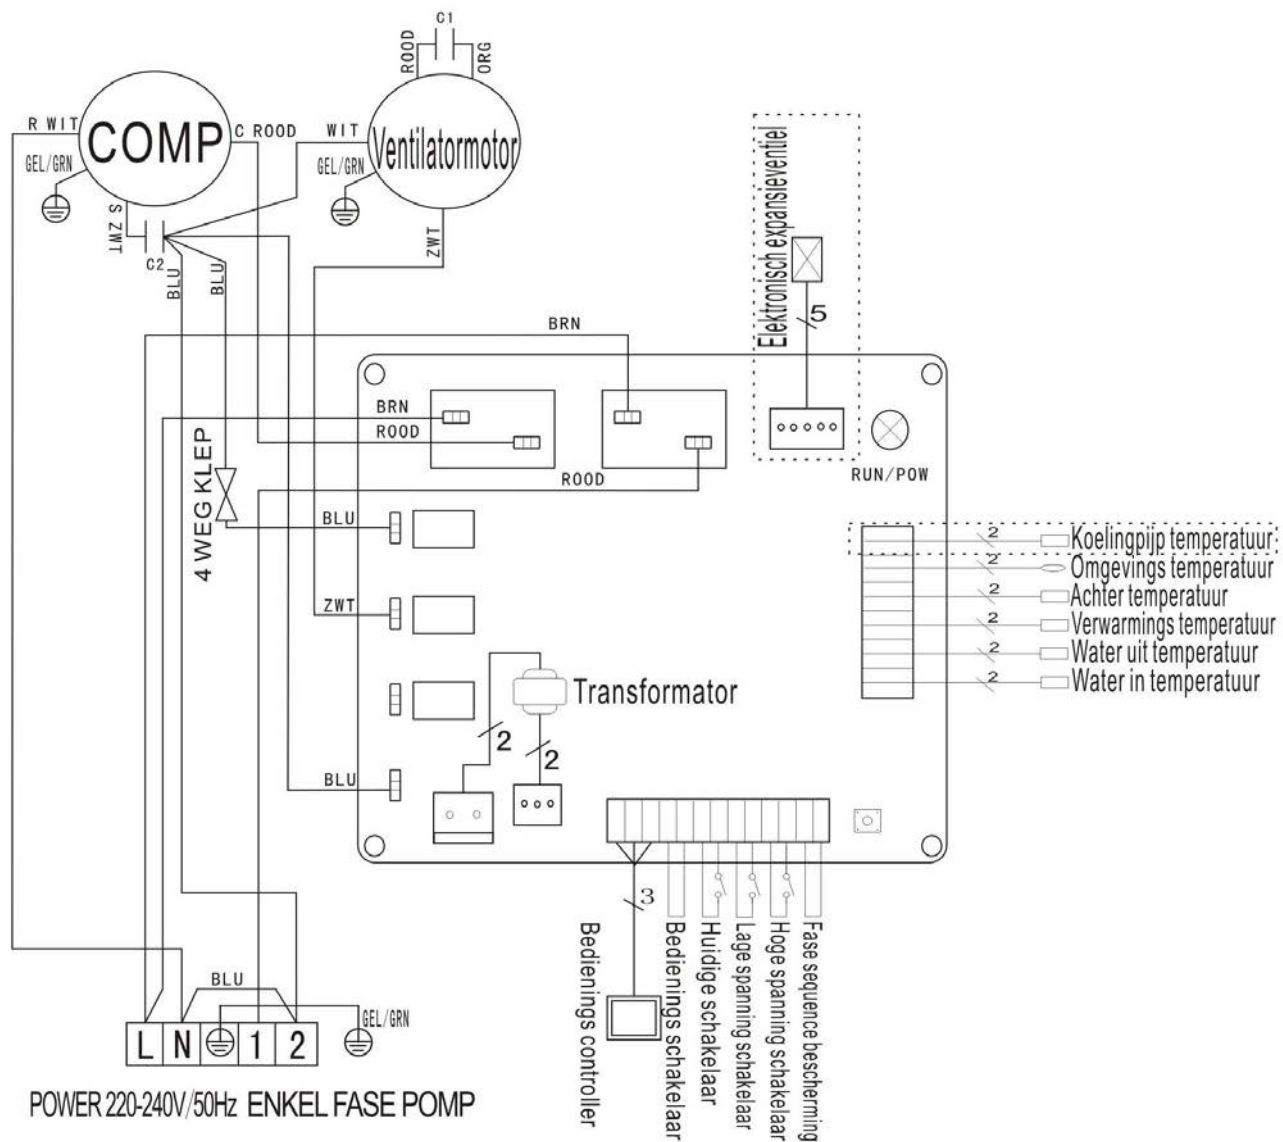 C1
ROOD
ORG
R WIT
COMP
C ROOD
WIT
Ventilatormotor
GEL/GRN
GEL/GRN
S ZWT
C2
BLU
BLU
ZWT
Elektronisch expansieventiel
5
BRN
BRN
ROOD
RUN/POW
ROOD
4 WEG KLEP
BLU
2
Koelingpijp temperatuur
2
Omgevings temperatuur
2
Achter temperatuur
2
Verwarmings temperatuur
2
Water uit temperatuur
2
Water in temperatuur
ZWT
Transformator
2
2
BLU
3
Bedienings controller
Bedienings schakelaar
Huidige schakelaar
Lage spanning schakelaar
Hoge spanning schakelaar
Fase sequence bescherming
BLU
GEL/GRN
L N 1 2
POWER 220-240V/50Hz ENKEL FASE POMP